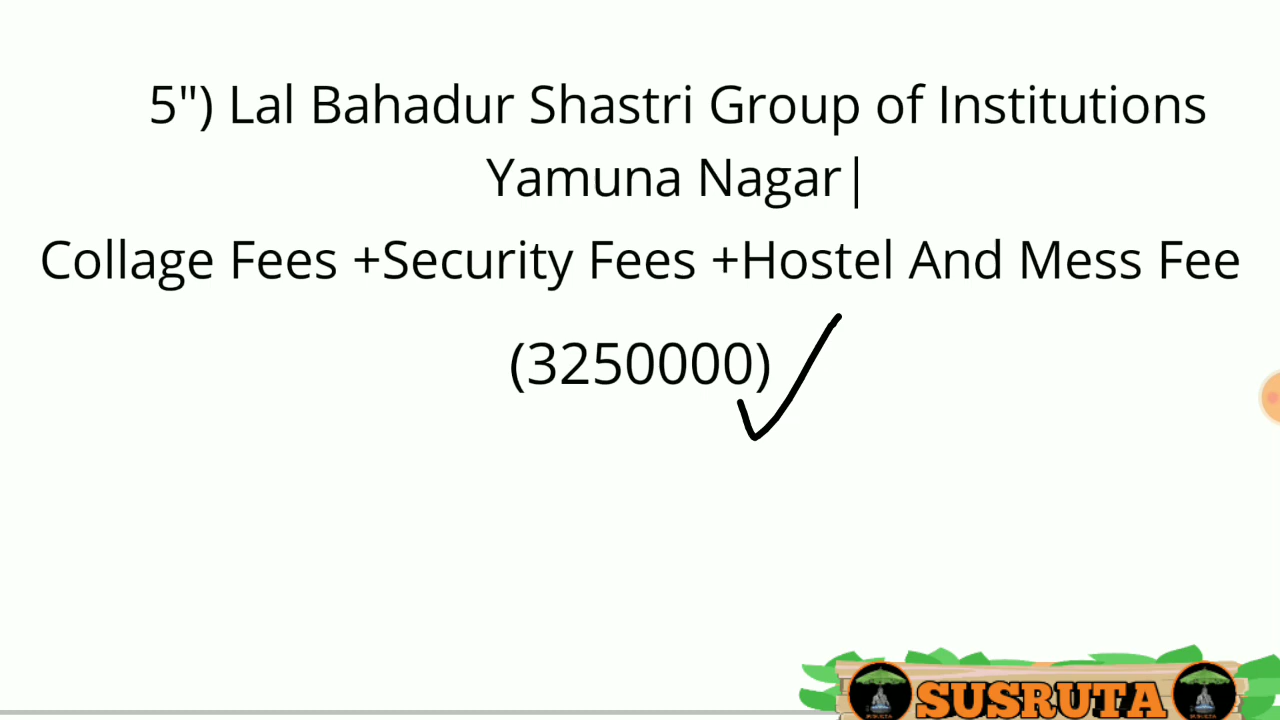 5") Lal Bahadur Shastri Group of Institutions
Yamuna Nagar|
Collage Fees +Security Fees +Hostel And Mess Fee
(3250000)
SUSRUTA